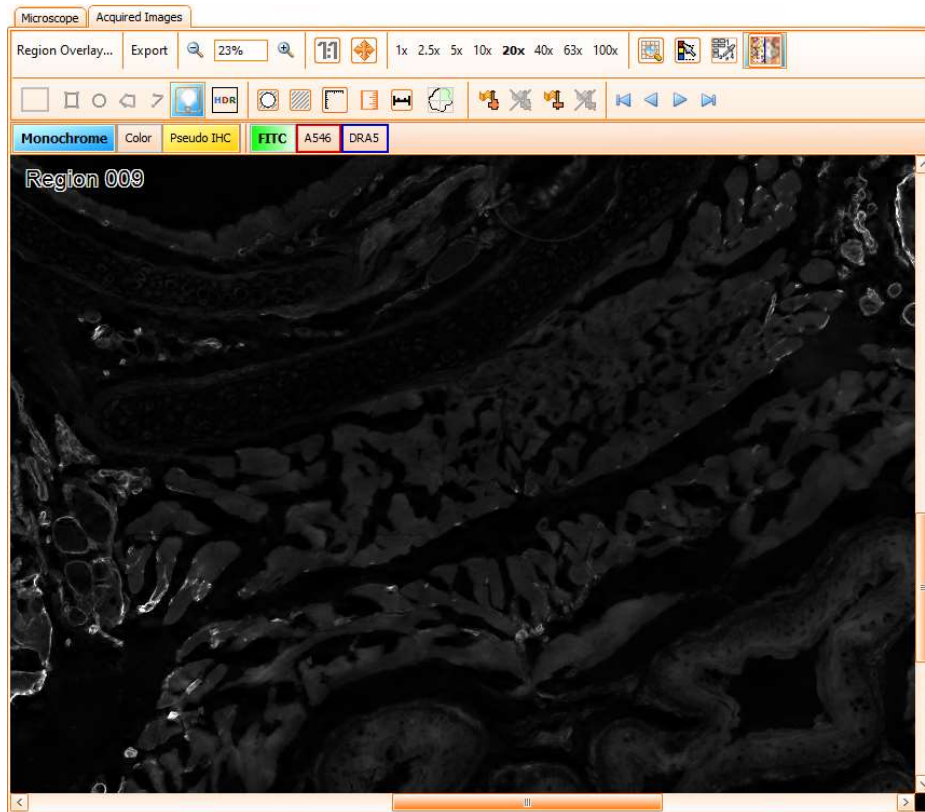 Microscope Acquired Images
Region Overlay... Export 23% 1:1 1x 2.5x 5x 10x 20x 40x 63x 100x
HDR
Monochrome Color Pseudo IHC FITC A546 DRA5
Region 009